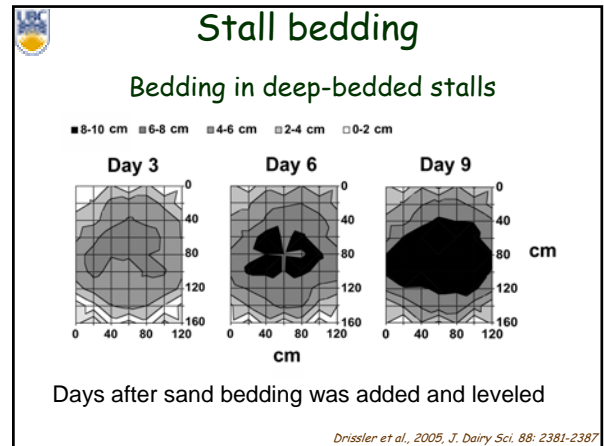 UBC
Stall bedding
Bedding in deep-bedded stalls
8-10 cm 6-8 cm 4-6 cm 2-4 cm 0-2 cm
Day 3 Day 6 Day 9
0 0 0
40 40 40
80 80 80 cm
120 120 120
160 160 160
0 40 80 120 0 40 80 120 0 40 80 120
cm
Days after sand bedding was added and leveled
Drissler et al., 2005, J. Dairy Sci. 88: 2381-2387